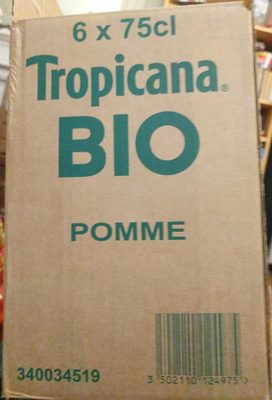 6 x 75cl
Tropicana®
BIO
POMME
340034519
3 502110 124975 >